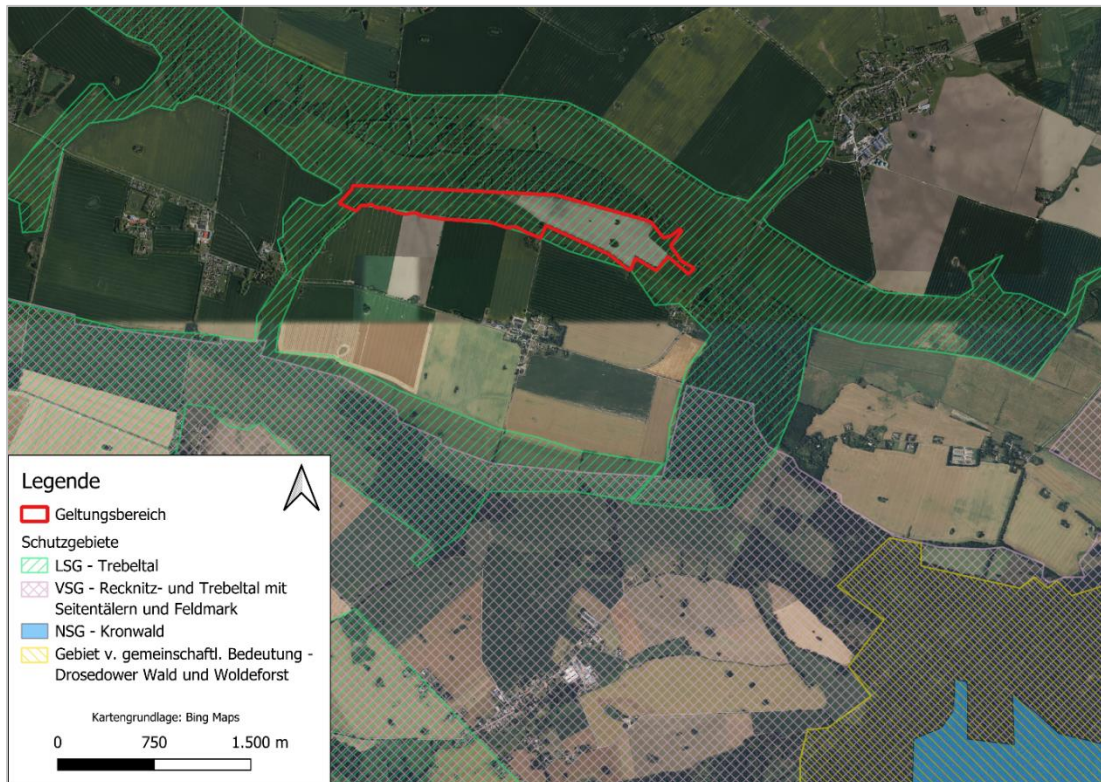 Legende
Geltungsbereich
Schutzgebiete
LSG - Trebeltal
VSG - Recknitz- und Trebeltal mit
Seitentälern und Feldmark
NSG - Kronwald
Gebiet v. gemeinschaftl. Bedeutung -
Drosedower Wald und Woldeforst
Kartengrundlage: Bing Maps
0 750 1.500 m